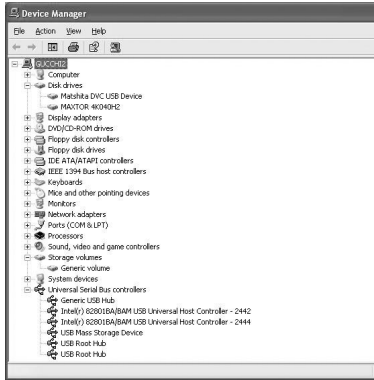 Device Manager
File Action View Help
GUCCHI2
Computer
Disk drives
Matshita DVC USB Device
MAXTOR 4K040H2
Display adapters
DVD/CD-ROM drives
Floppy disk controllers
Floppy disk drives
IDE ATA/ATAPI controllers
IEEE 1394 Bus host controllers
Keyboards
Mice and other pointing devices
Monitors
Network adapters
Ports (COM & LPT)
Processors
Sound, video and game controllers
Storage volumes
Generic volume
System devices
Universal Serial Bus controllers
Generic USB Hub
Intel(r) 82801BA/BAM USB Universal Host Controller - 2442
Intel(r) 82801BA/BAM USB Universal Host Controller - 2444
USB Mass Storage Device
USB Root Hub
USB Root Hub